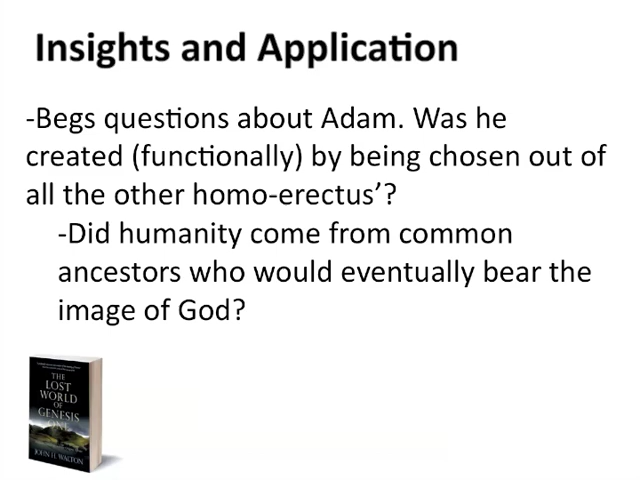 Insights and Application
-Begs questions about Adam. Was he
created (functionally) by being chosen out of
all the other homo-erectus’?
-Did humanity come from common
ancestors who would eventually bear the
image of God?
THE
LOST
WORLD
OF
GENESIS
ONE
JOHN H. WALTON